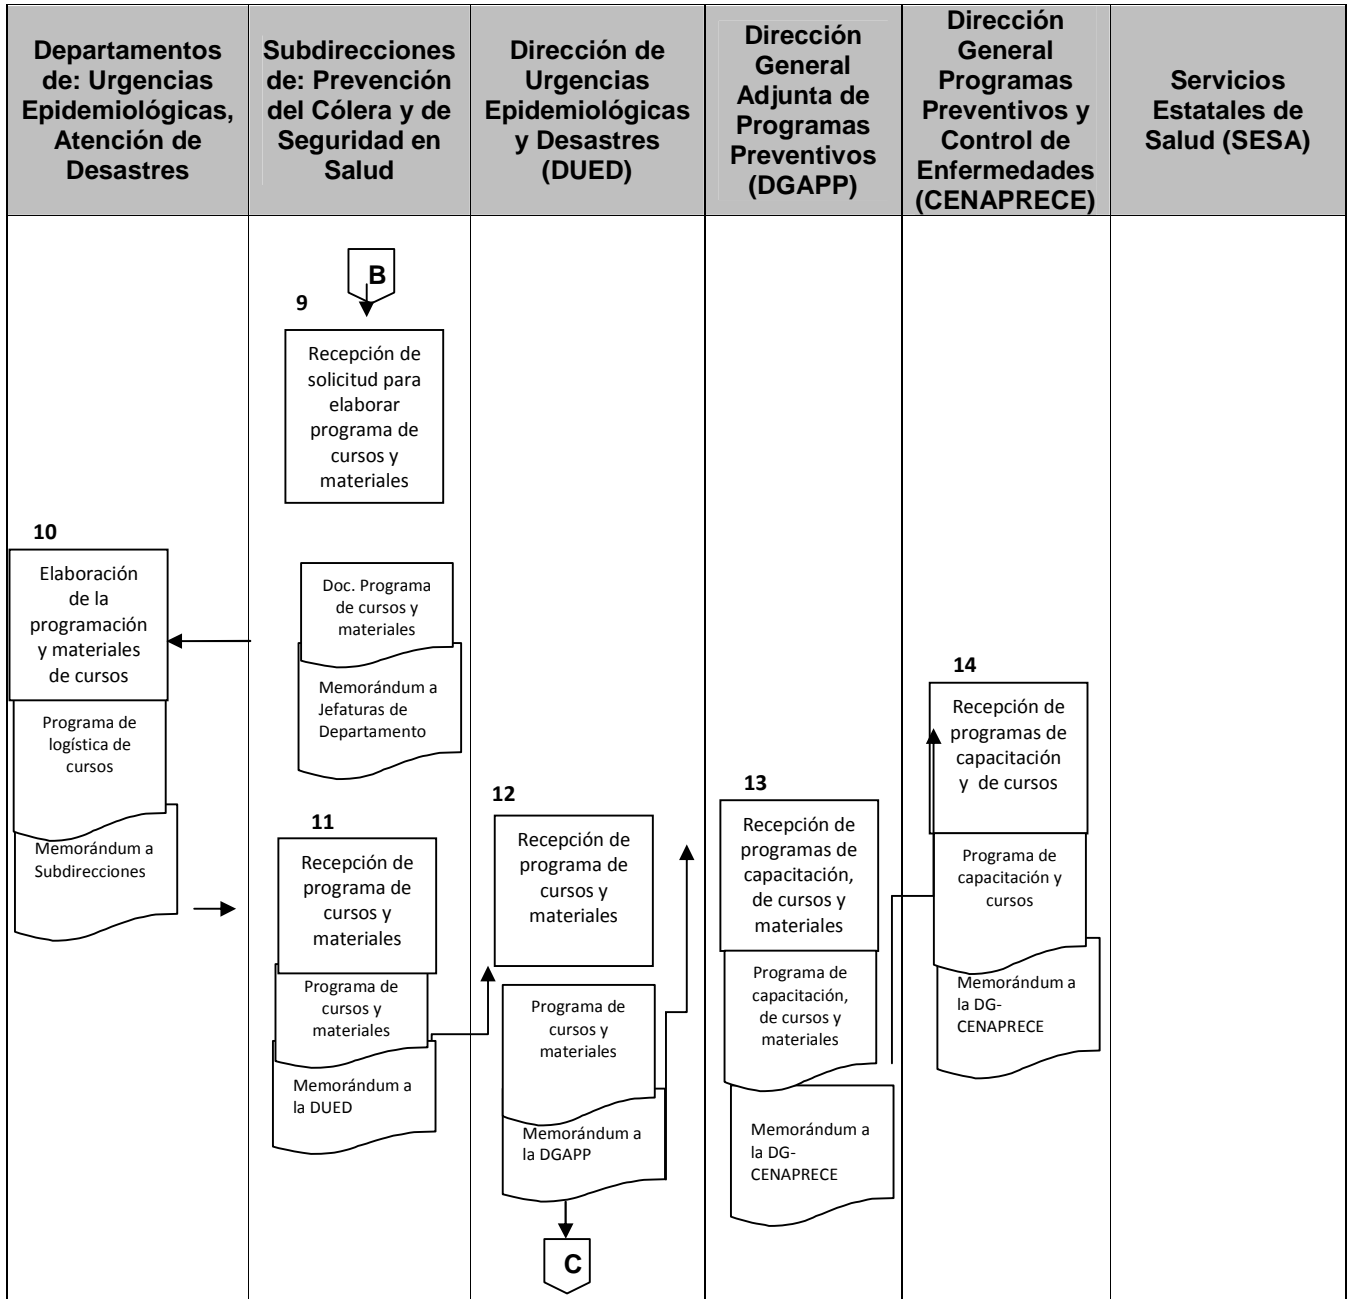 Departamentos
de: Urgencias
Epidemiológicas,
Atención de
Desastres
Subdirecciones
de: Prevención
del Cólera y de
Seguridad en
Salud
Dirección de
Urgencias
Epidemiológicas
y Desastres
(DUED)
Dirección
General
Adjunta de
Programas
Preventivos
(DGAPP)
Dirección
General
Programas
Preventivos y
Control de
Enfermedades
(CENAPRECE)
Servicios
Estatales de
Salud (SESA)
B
9
Recepción de
solicitud para
elaborar
programa de
cursos y
materiales
10
Elaboración
de la
programación
y materiales
de cursos
Programa de
logística de
cursos
Memorándum a
Subdirecciones
Doc. Programa
de cursos y
materiales
Memorándum a
Jefaturas de
Departamento
11
Recepción de
programa de
cursos y
materiales
Programa de
cursos y
materiales
Memorándum a
la DUED
12
Recepción de
programa de
cursos y
materiales
Programa de
cursos y
materiales
Memorándum a
la DGAPP
C
13
Recepción de
programas de
capacitación,
de cursos y
materiales
Programa de
capacitación,
de cursos y
materiales
Memorándum a
la DG-
CENAPRECE
14
Recepción de
programas de
capacitación
y de cursos
Programa de
capacitación y
cursos
Memorándum a
la DG-
CENAPRECE